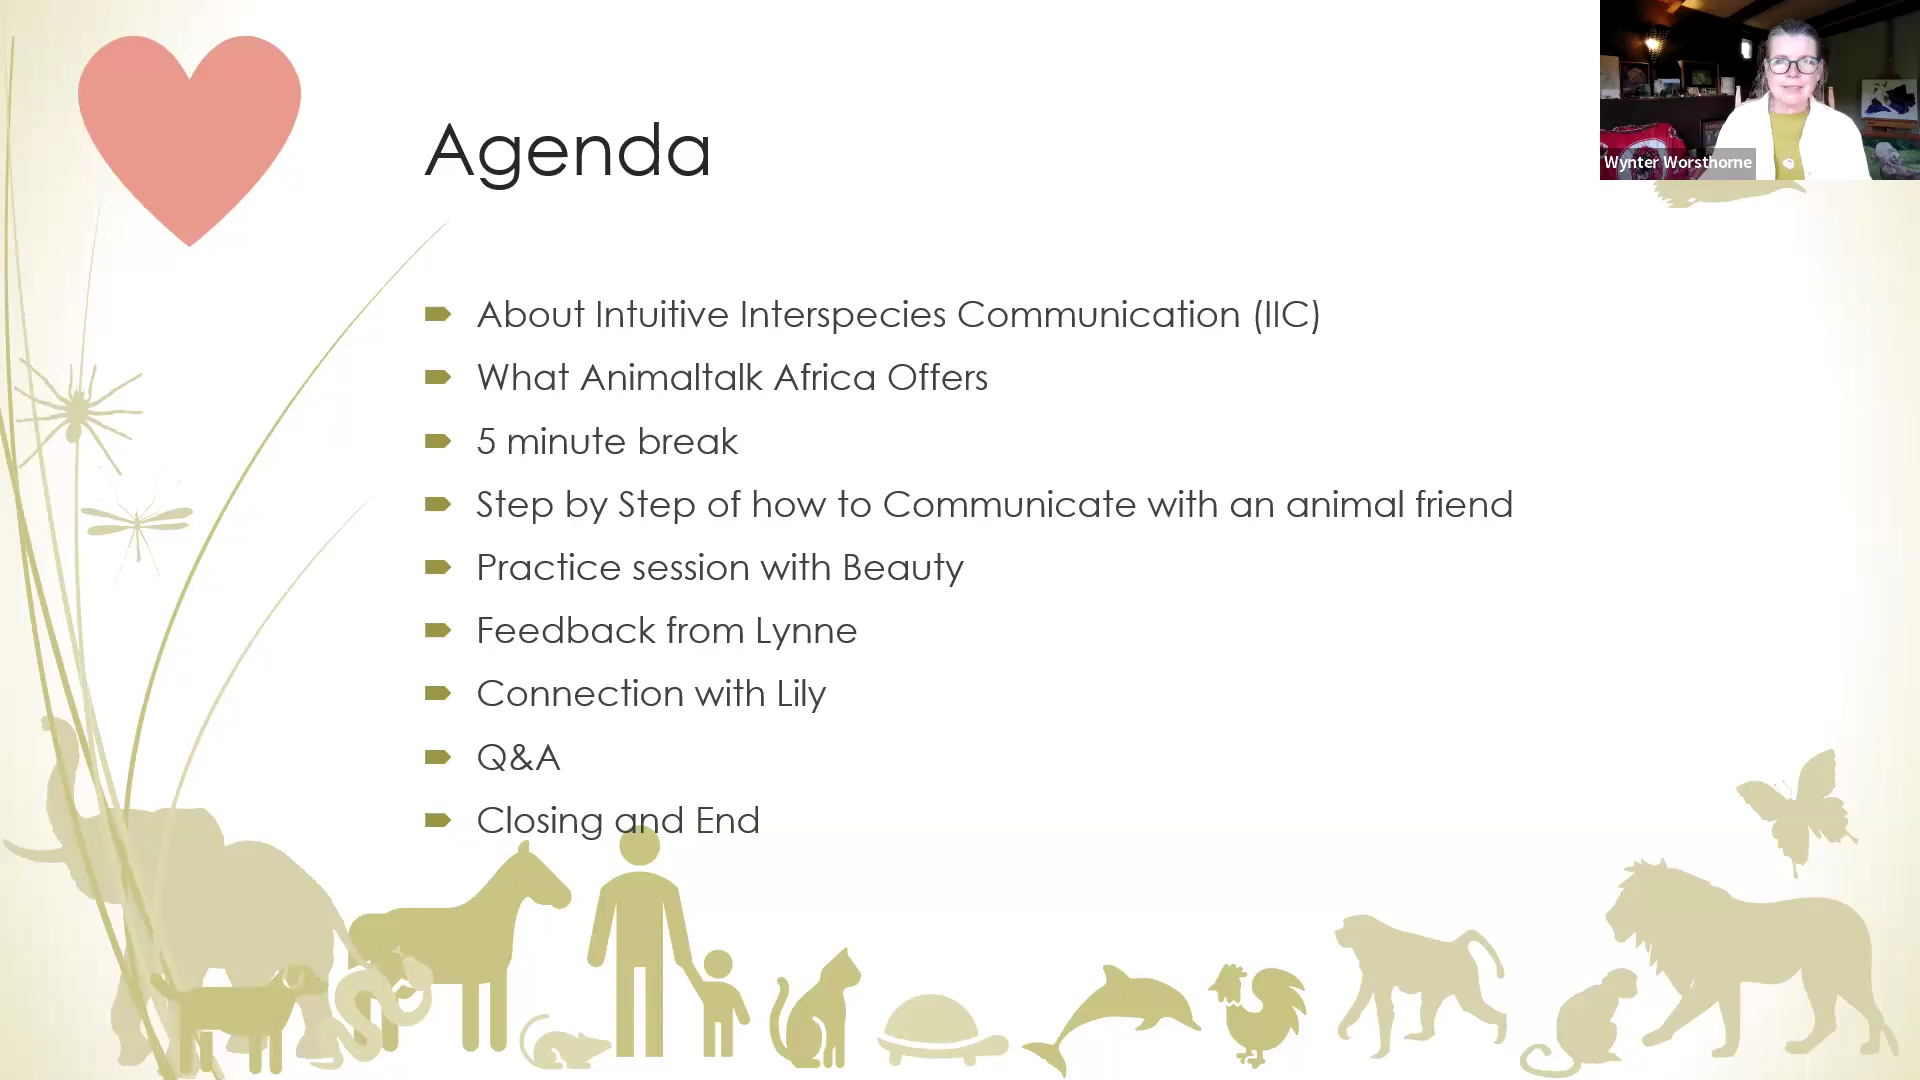 Agenda
About Intuitive Interspecies Communication (IIC)
What Animaltalk Africa Offers
5 minute break
Step by Step of how to Communicate with an animal friend
Practice session with Beauty
Feedback from Lynne
Connection with Lily
Q&A
Closing and End
Wynter Worsthorne